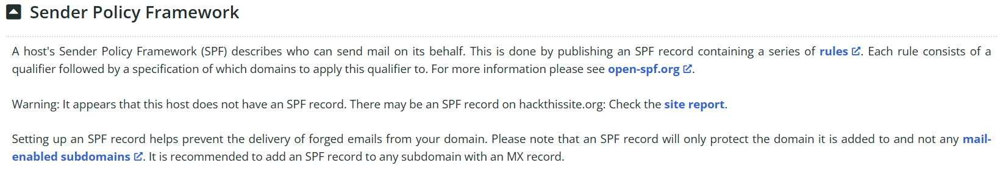 Sender Policy Framework
A host's Sender Policy Framework (SPF) describes who can send mail on its behalf. This is done by publishing an SPF record containing a series of rules. Each rule consists of a
qualifier followed by a specification of which domains to apply this qualifier to. For more information please see open-spf.org.
Warning: It appears that this host does not have an SPF record. There may be an SPF record on hackthissite.org: Check the site report.
Setting up an SPF record helps prevent the delivery of forged emails from your domain. Please note that an SPF record will only protect the domain it is added to and not any mail-
enabled subdomains. It is recommended to add an SPF record to any subdomain with an MX record.